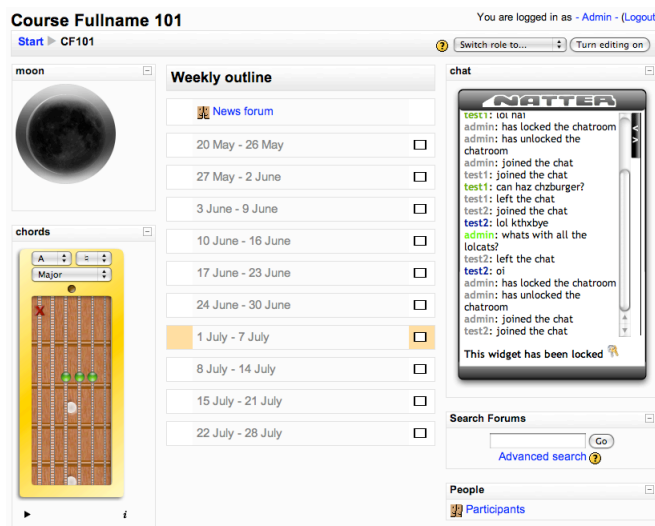 Course Fullname 101
You are logged in as - Admin - (Logout
Start CF101
? Switch role to... Turn editing on
moon
chords
A =
Major
X
i
Weekly outline
News forum
20 May - 26 May
27 May - 2 June
3 June - 9 June
10 June - 16 June
17 June - 23 June
24 June - 30 June
1 July - 7 July
8 July - 14 July
15 July - 21 July
22 July - 28 July
chat
NATTER
test1: lol hai
admin: has locked the chatroom
admin: has unlocked the
chatroom
admin: joined the chat
test1: joined the chat
test1: can haz chzburger?
test1: left the chat
test2: joined the chat
test2: lol kthxbye
admin: whats with all the
lolcats?
test2: left the chat
test2: oi
admin: has locked the chatroom
admin: has unlocked the
chatroom
admin: joined the chat
test2: joined the chat
This widget has been locked
Search Forums
Go
Advanced search ?
People
Participants